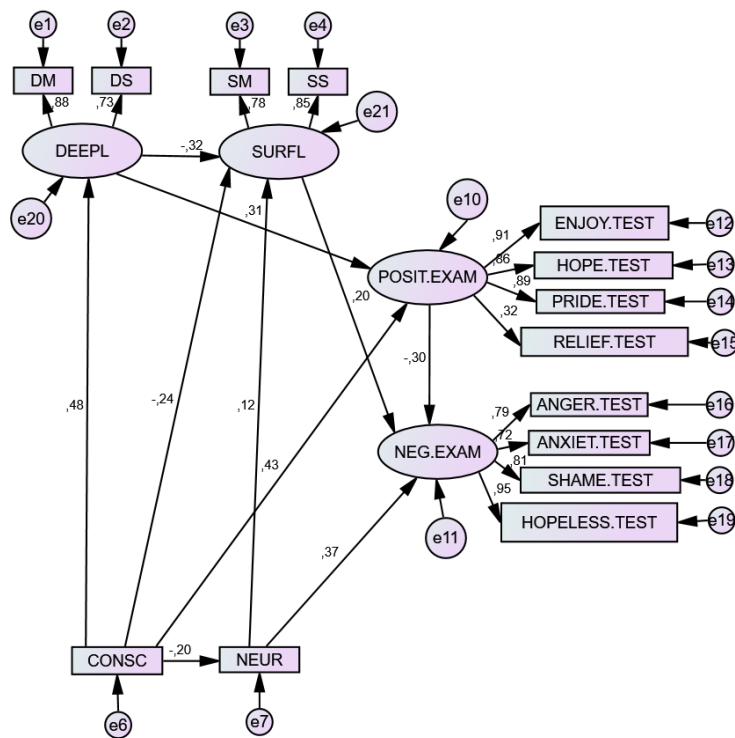 e1
e2
e3
e4
DM
DS
SM
SS
,88
,73
,78
,85
e21
DEEPL
-,32
SURFL
e20
,31
e10
ENJOY.TEST
e12
,91
,86
HOPE.TEST
e13
POSIT.EXAM
,89
PRIDE.TEST
e14
,20
,32
RELIEF.TEST
e15
-,30
,48
-,24
,12
,43
ANGER.TEST
e16
,79
,72
ANXIET.TEST
e17
NEG.EXAM
,81
SHAME.TEST
e18
,95
HOPELESS.TEST
e19
e11
,37
CONSC
-,20
NEUR
e6
e7